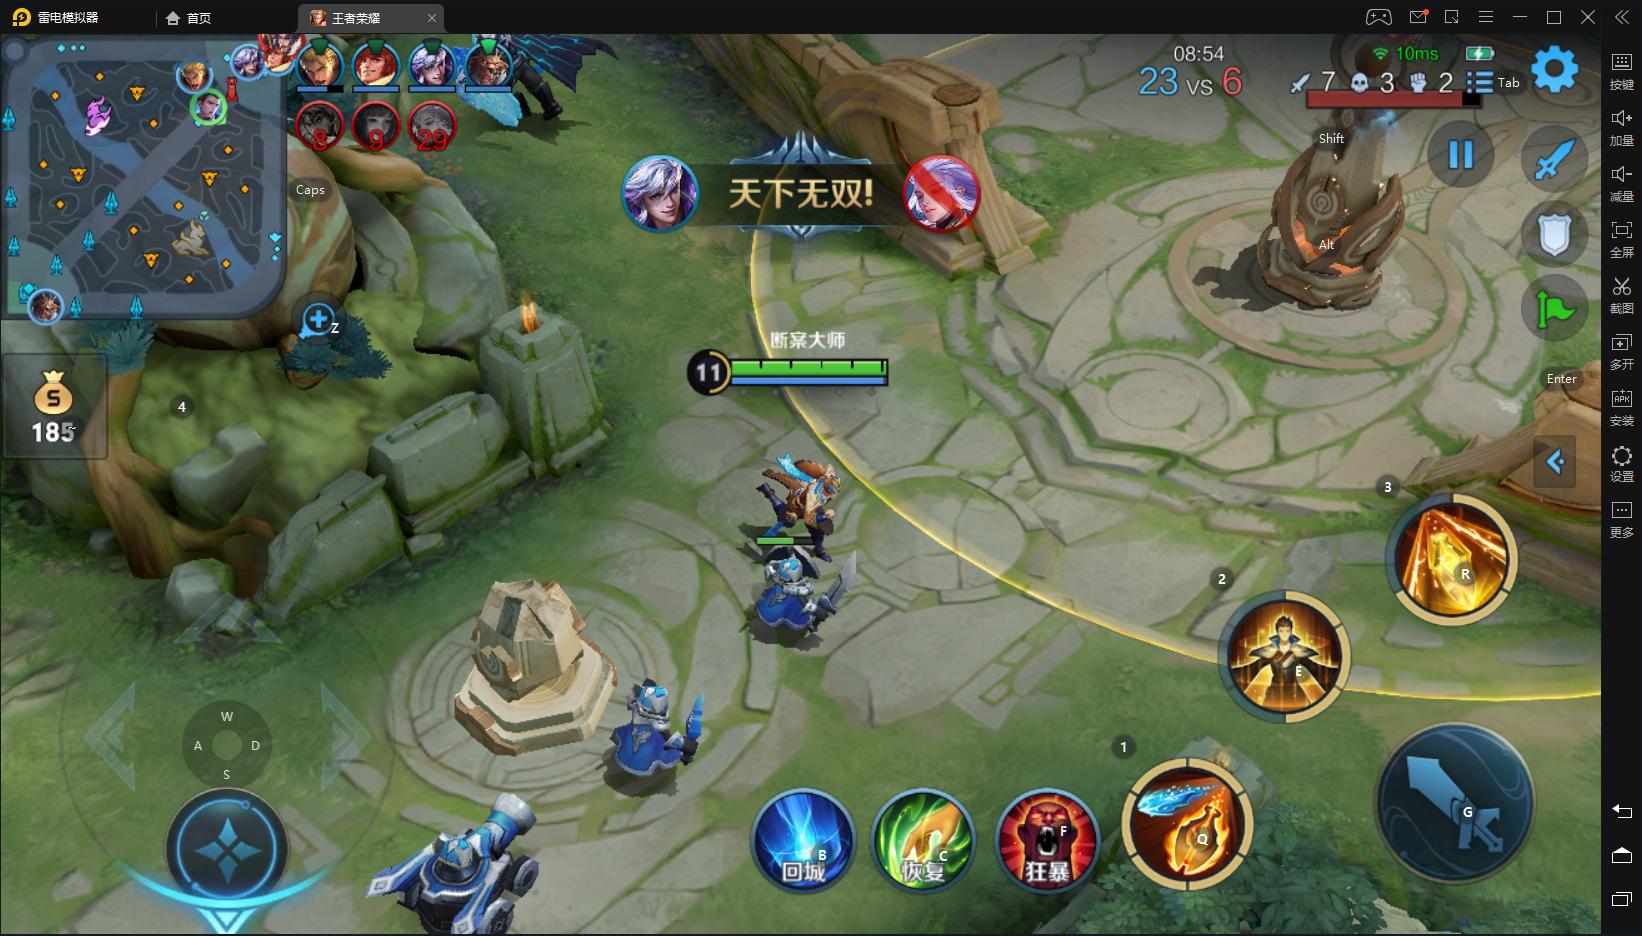 雷电模拟器
首页
王者荣耀
08:54
10ms
23 vs 6
7 3 2
Tab
8 9 29
Shift
Caps
天下无双!
Alt
Z
断案大师
11
S
185
4
Enter
3
R
2
E
1
Q
G
W
A D
S
B
回城
C
恢复
F
狂暴
按键
加量
减量
全屏
截图
多开
APK
安装
设置
更多